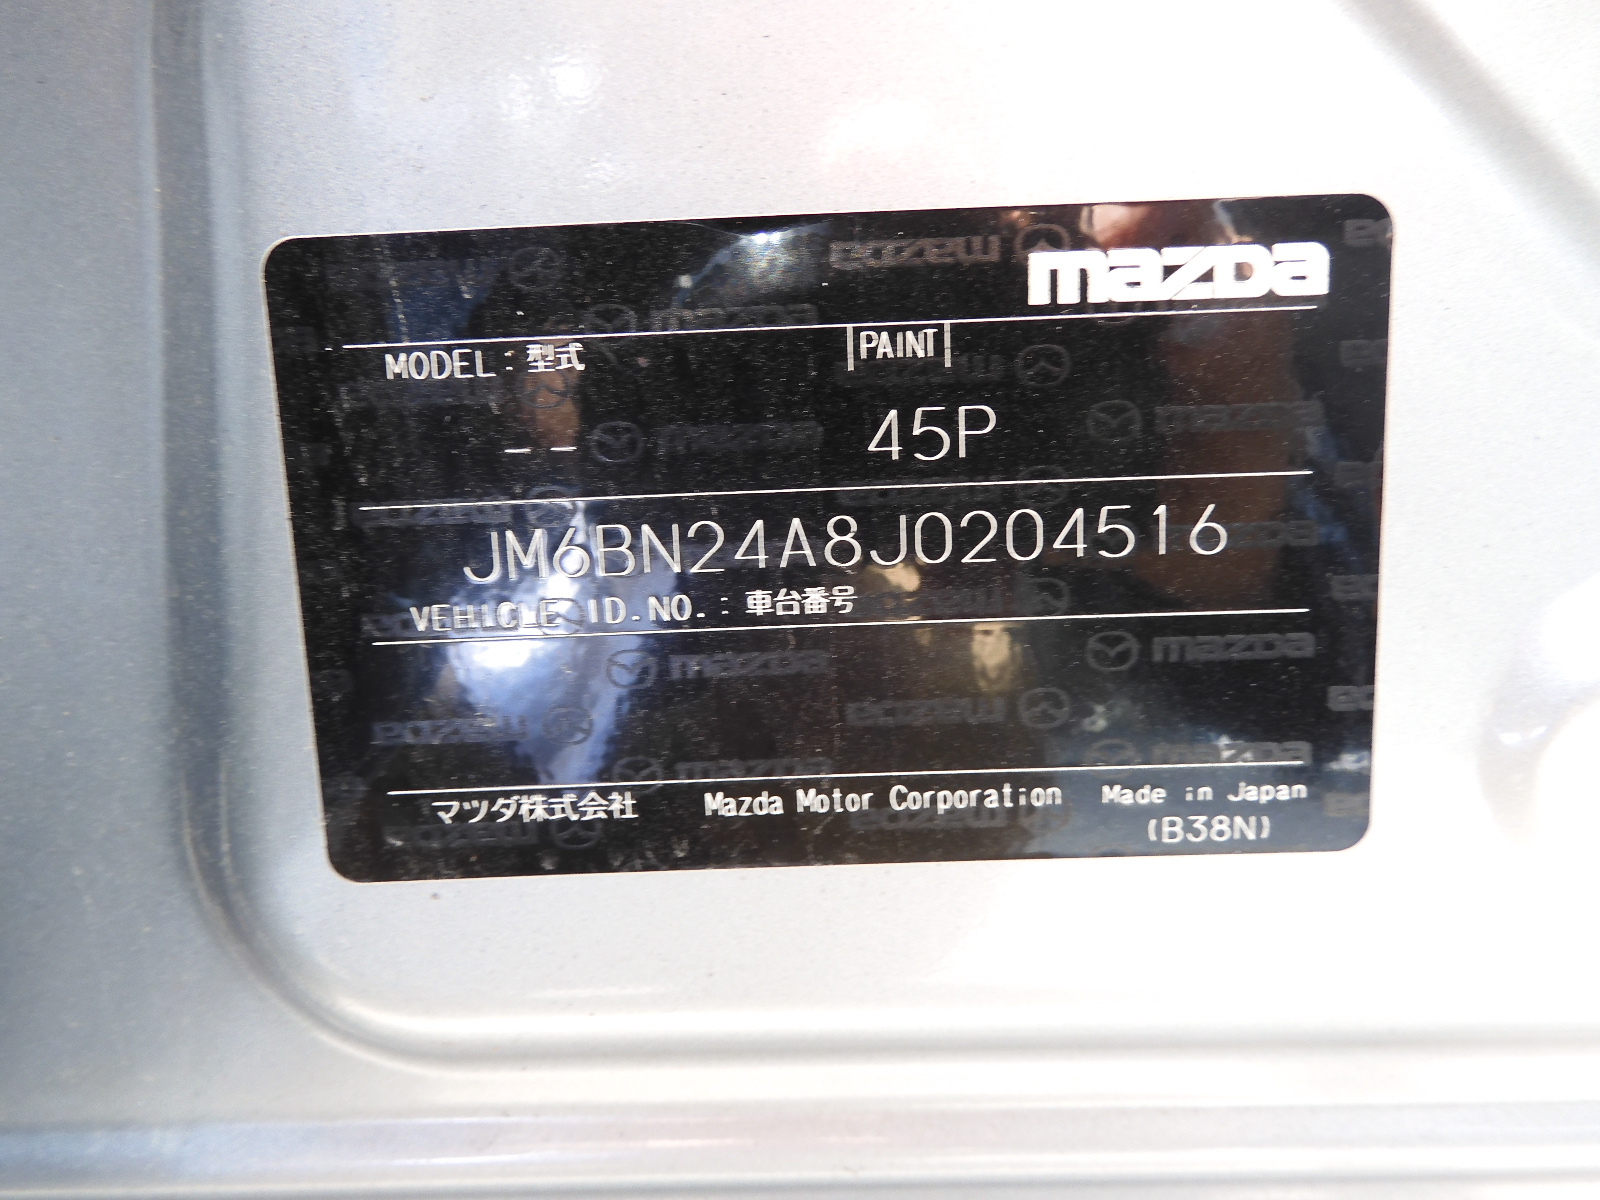 mazda
MODEL : 型式 PAINT
-- 45P
JM6BN24A8J0204516
VEHICLE ID.NO. : 車台番号
マツダ株式会社 Mazda Motor Corporation Made in Japan
(B38N)